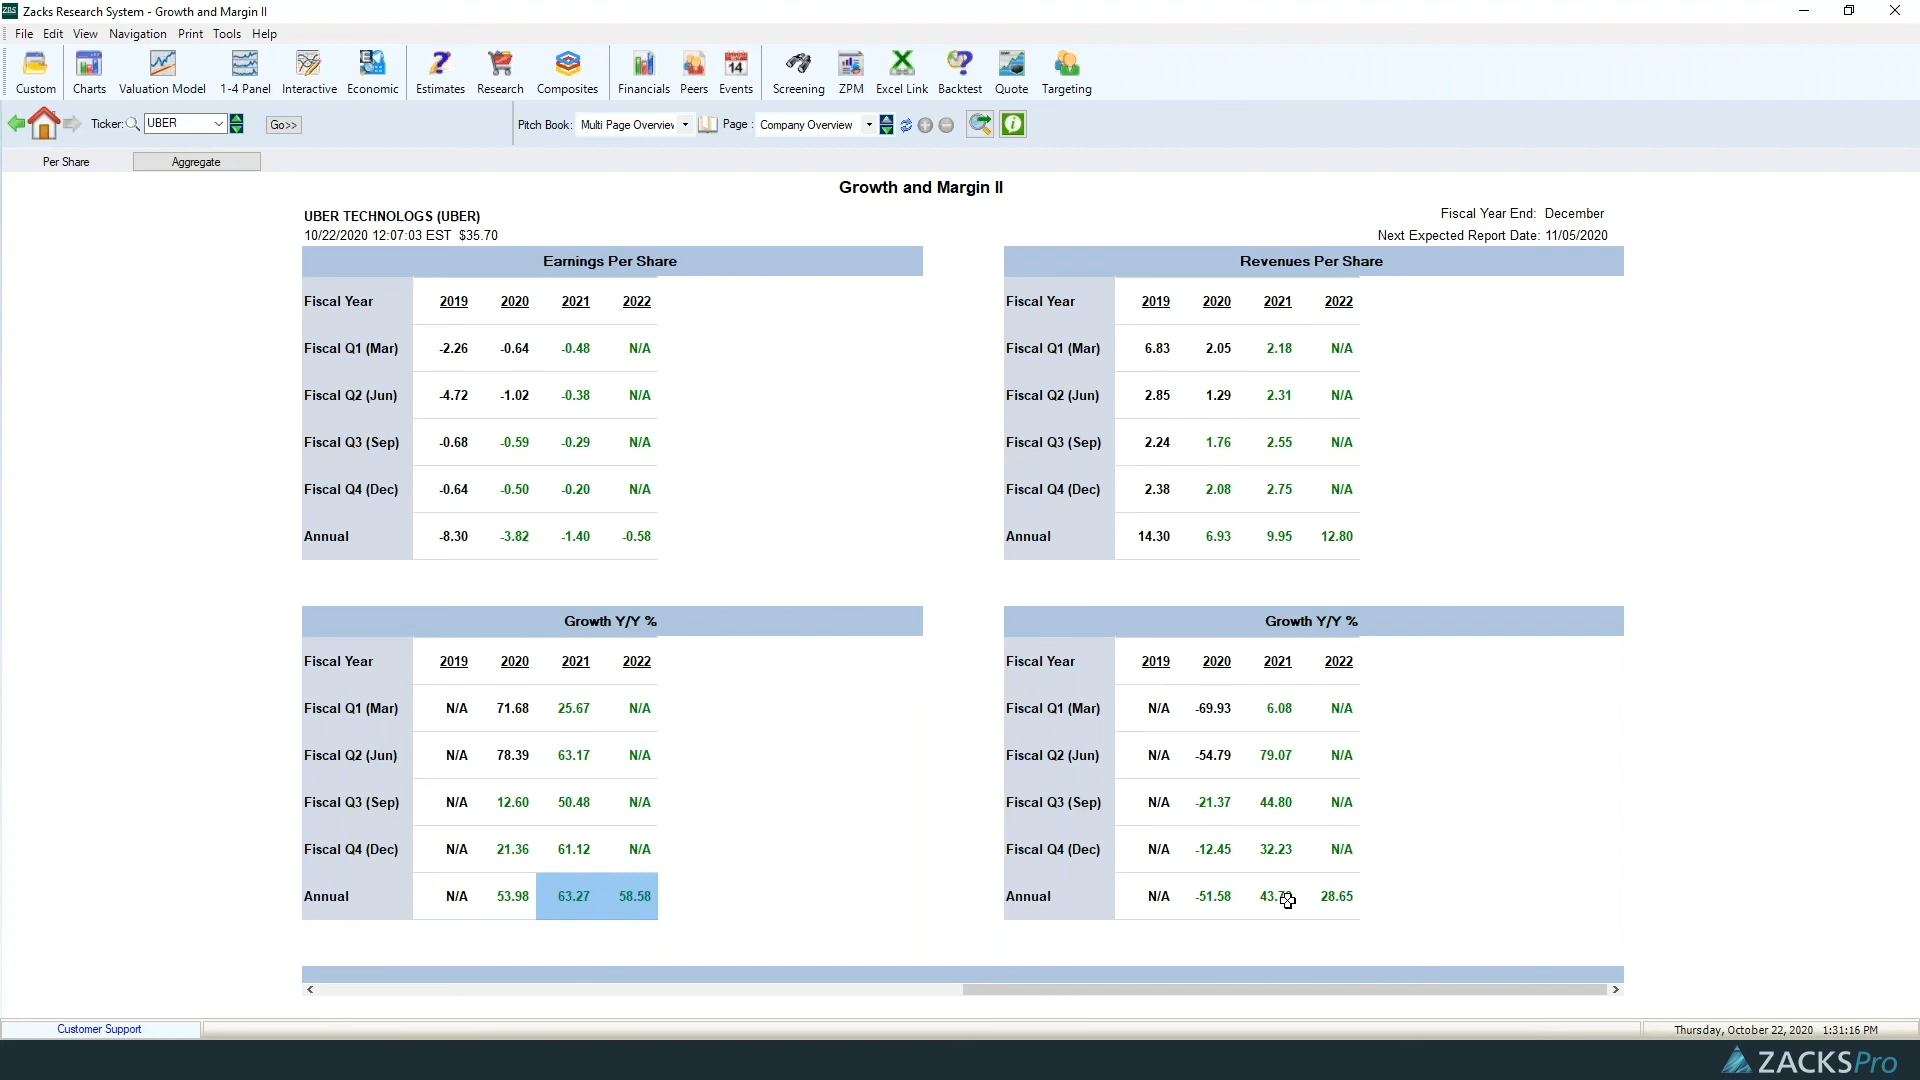 Zacks Research System - Growth and Margin II
File Edit View Navigation Print Tools Help
Custom Charts Valuation Model 1-4 Panel Interactive Economic Estimates Research Composites Financials Peers Events Screening ZPM Excel Link Backtest Quote Targeting
Ticker: UBER Go>> Pitch Book: Multi Page Overview Page : Company Overview
Per Share Aggregate
Growth and Margin II
UBER TECHNOLOGS (UBER) Fiscal Year End: December
10/22/2020 12:07:03 EST $35.70 Next Expected Report Date: 11/05/2020
Earnings Per Share
Fiscal Year 2019 2020 2021 2022
Fiscal Q1 (Mar) -2.26 -0.64 -0.48 N/A
Fiscal Q2 (Jun) -4.72 -1.02 -0.38 N/A
Fiscal Q3 (Sep) -0.68 -0.59 -0.29 N/A
Fiscal Q4 (Dec) -0.64 -0.50 -0.20 N/A
Annual -8.30 -3.82 -1.40 -0.58
Revenues Per Share
Fiscal Year 2019 2020 2021 2022
Fiscal Q1 (Mar) 6.83 2.05 2.18 N/A
Fiscal Q2 (Jun) 2.85 1.29 2.31 N/A
Fiscal Q3 (Sep) 2.24 1.76 2.55 N/A
Fiscal Q4 (Dec) 2.38 2.08 2.75 N/A
Annual 14.30 6.93 9.95 12.80
Growth Y/Y %
Fiscal Year 2019 2020 2021 2022
Fiscal Q1 (Mar) N/A 71.68 25.67 N/A
Fiscal Q2 (Jun) N/A 78.39 63.17 N/A
Fiscal Q3 (Sep) N/A 12.60 50.48 N/A
Fiscal Q4 (Dec) N/A 21.36 61.12 N/A
Annual N/A 53.98 63.27 58.58
Growth Y/Y %
Fiscal Year 2019 2020 2021 2022
Fiscal Q1 (Mar) N/A -69.93 6.08 N/A
Fiscal Q2 (Jun) N/A -54.79 79.07 N/A
Fiscal Q3 (Sep) N/A -21.37 44.80 N/A
Fiscal Q4 (Dec) N/A -12.45 32.23 N/A
Annual N/A -51.58 28.65
Customer Support Thursday, October 22, 2020 1:31:16 PM
ZACKSPro